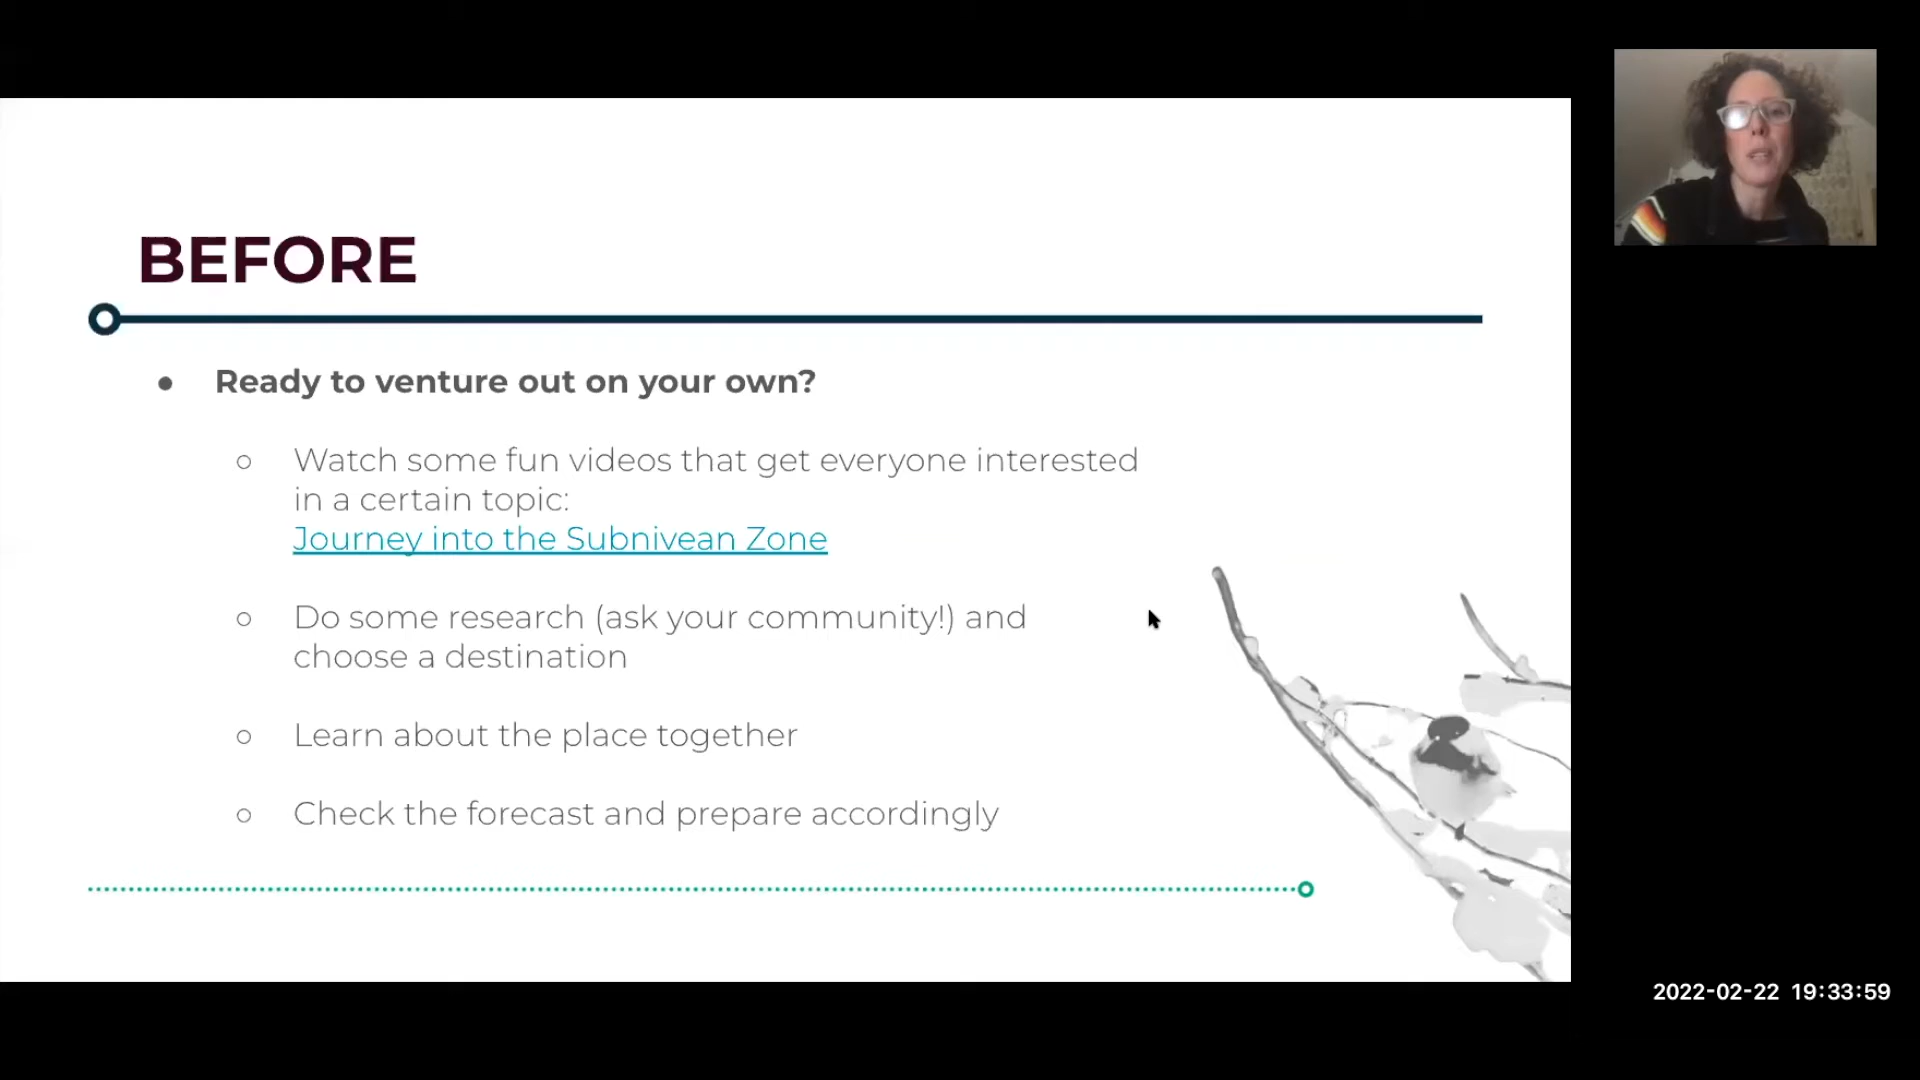 BEFORE
● Ready to venture out on your own?
○ Watch some fun videos that get everyone interested
in a certain topic:
Journey into the Subnivean Zone
○ Do some research (ask your community!) and
choose a destination
○ Learn about the place together
○ Check the forecast and prepare accordingly
2022-02-22 19:33:59